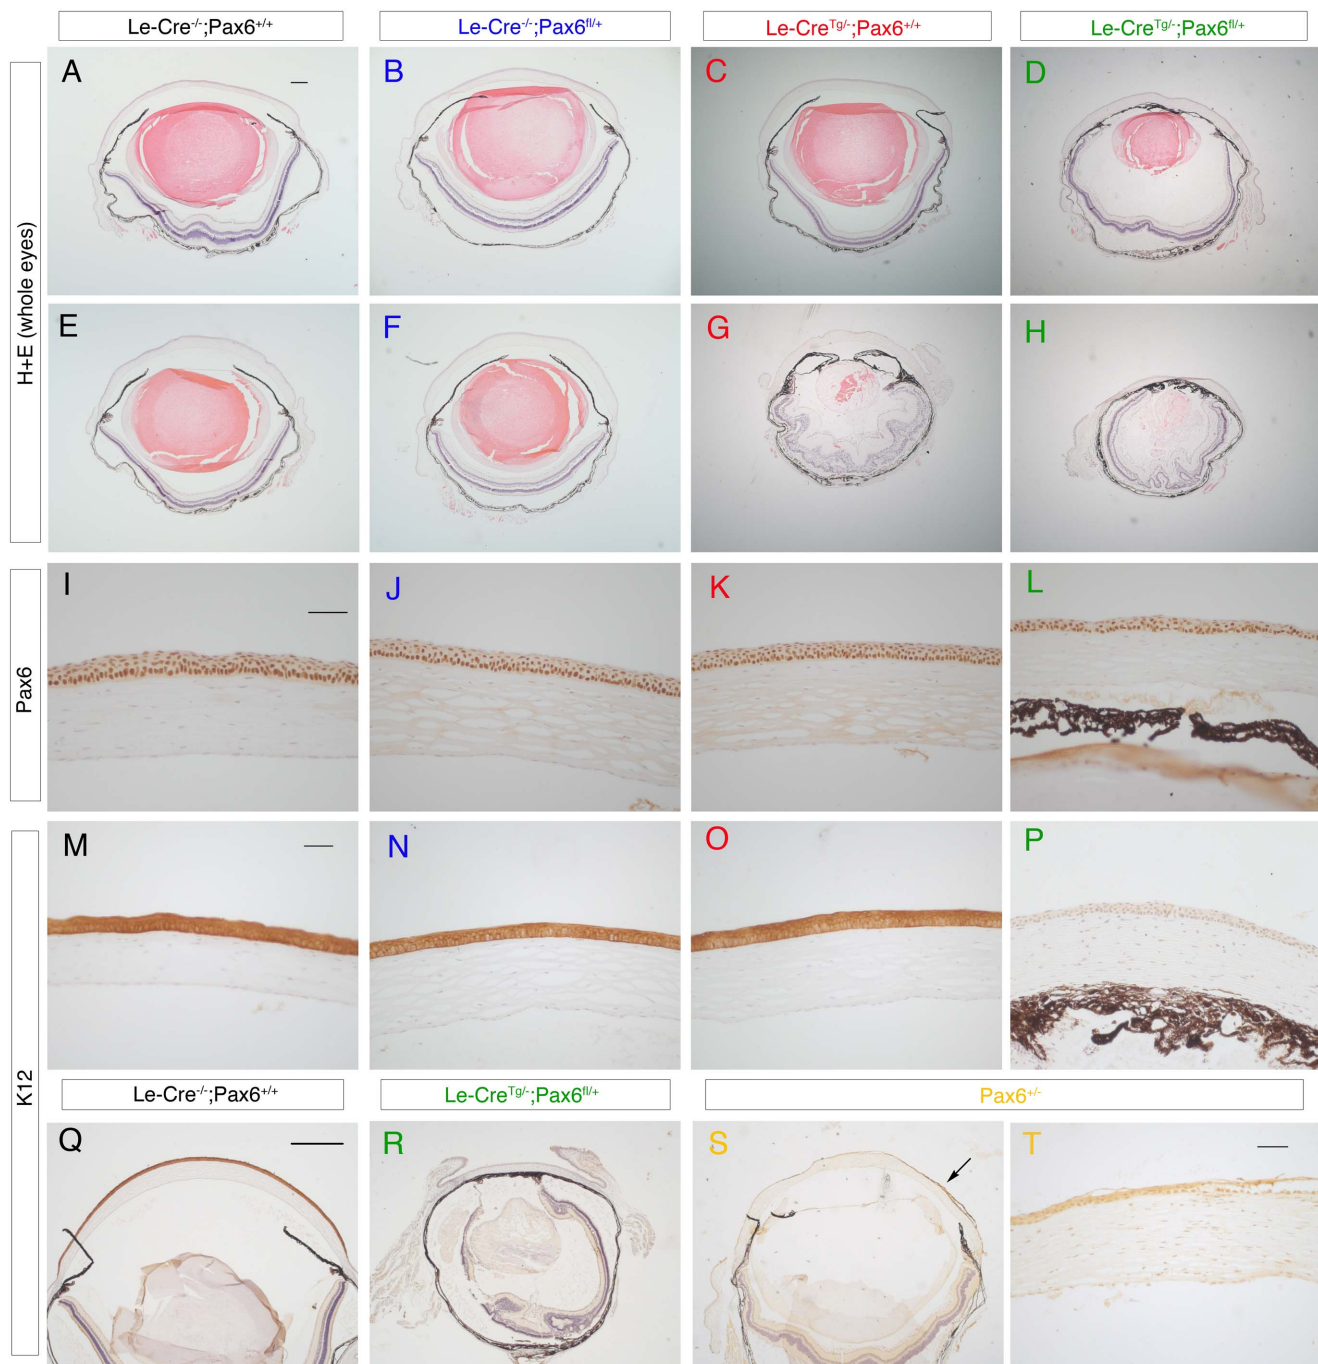 Le-Cre⁻/⁻;Pax6⁺/⁺
Le-Cre⁻/⁻;Pax6ᶠˡ/⁺
Le-Creᵀᵍ/⁻;Pax6⁺/⁺
Le-Creᵀᵍ/⁻;Pax6ᶠˡ/⁺
H+E (whole eyes)
A
B
C
D
E
F
G
H
Pax6
I
J
K
L
K12
M
N
O
P
Le-Cre⁻/⁻;Pax6⁺/⁺
Le-Creᵀᵍ/⁻;Pax6ᶠˡ/⁺
Pax6⁺/⁻
Q
R
S
T